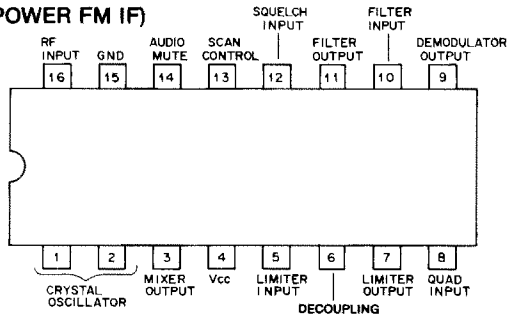 POWER FM IF)
SQUELCH
INPUT
FILTER
INPUT
RF
INPUT
GND
AUDIO
MUTE
SCAN
CONTROL
FILTER
OUTPUT
DEMODULATOR
OUTPUT
16 15 14 13 12 11 10 9
1 2 3 4 5 6 7 8
CRYSTAL
OSCILLATOR
MIXER
OUTPUT
Vcc
LIMITER
INPUT
DECOUPLING
LIMITER
OUTPUT
QUAD
INPUT